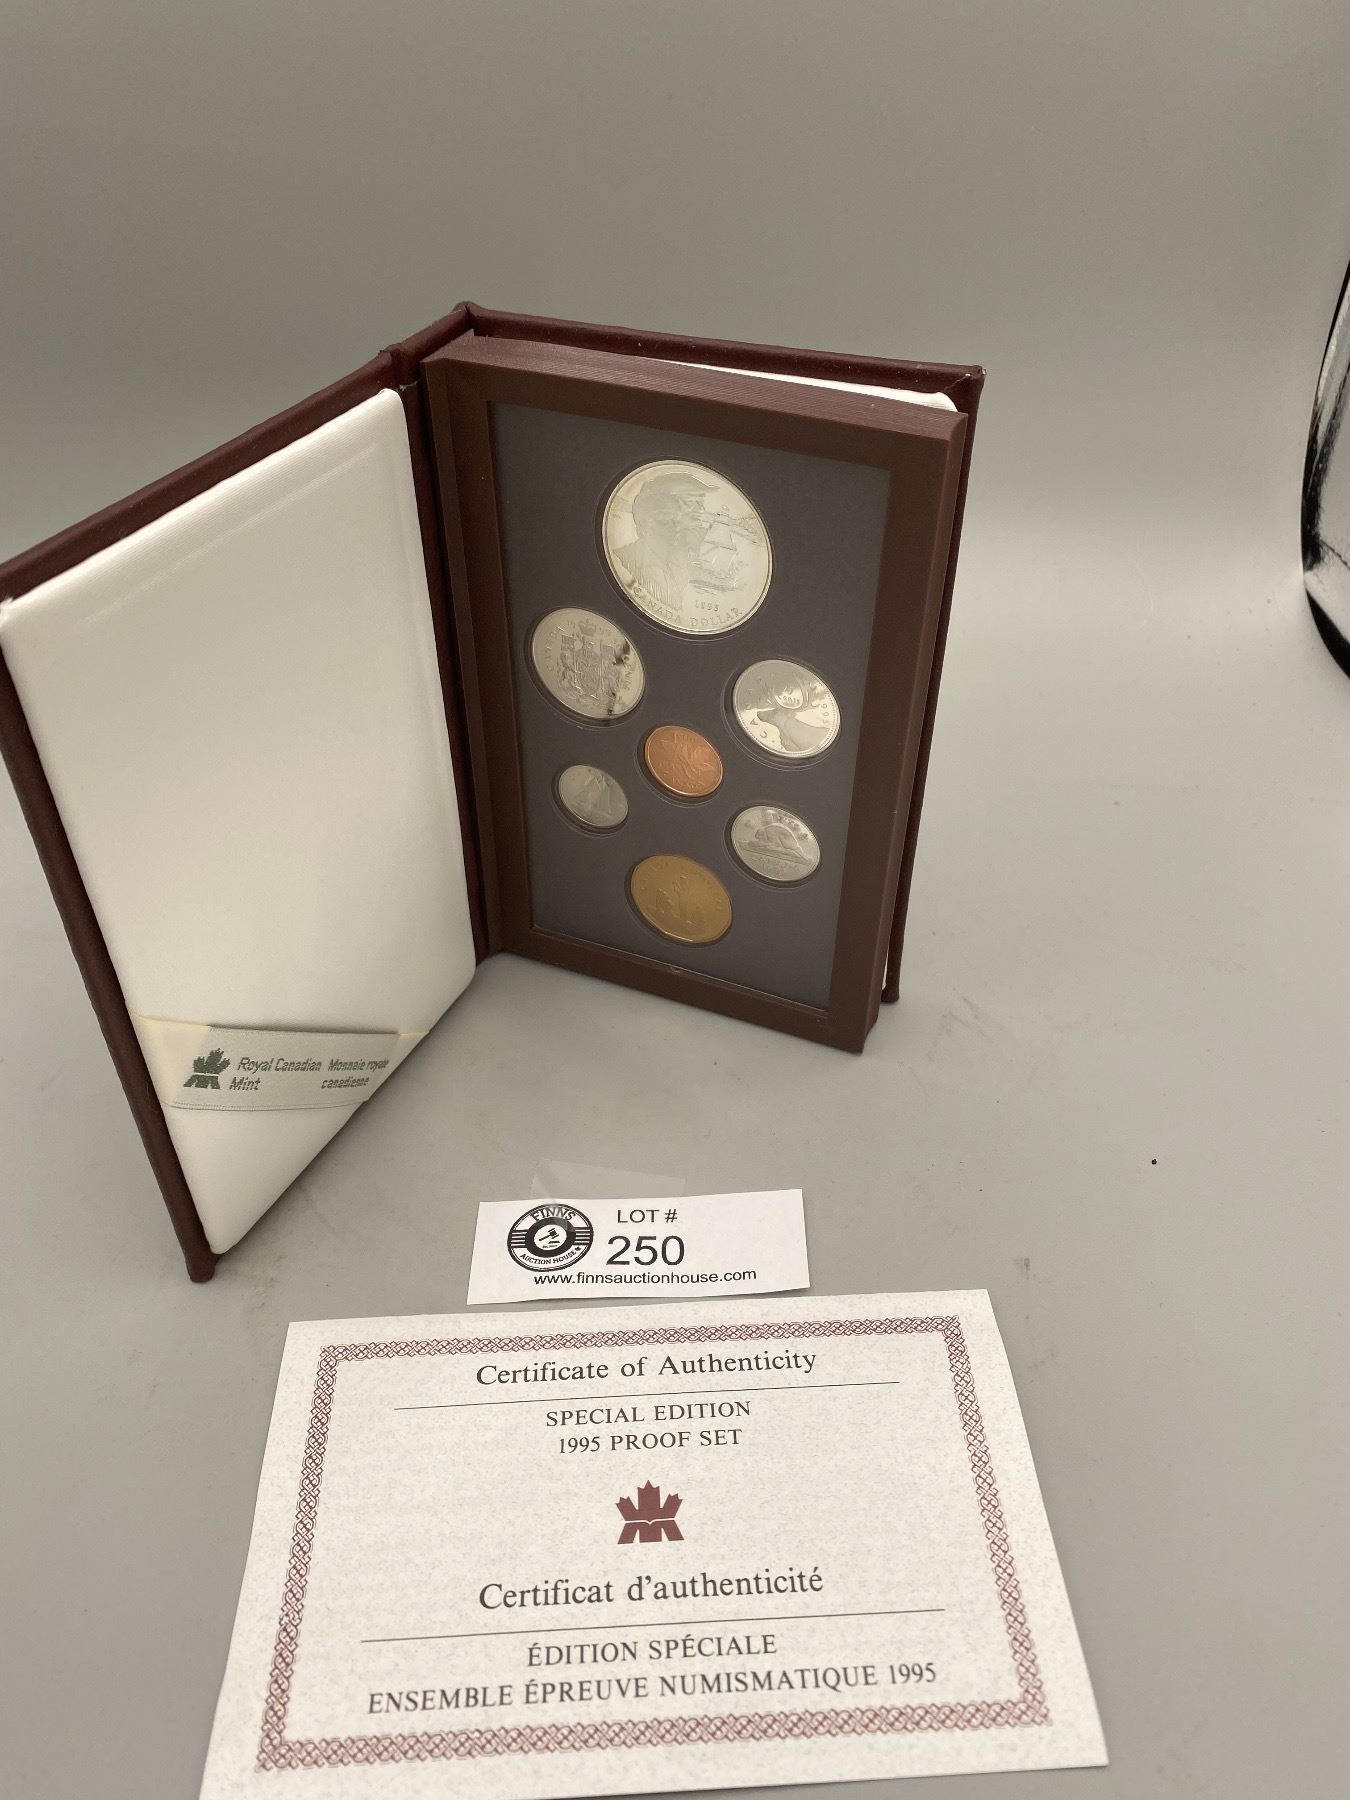 1995
CANADA DOLLAR
Royal Canadian Monnaie royale
Mint canadienne
FINNS
AUCTION HOUSE
LOT #
250
www.finnsauctionhouse.com
Certificate of Authenticity
SPECIAL EDITION
1995 PROOF SET
Certificat d'authenticité
ÉDITION SPÉCIALE
ENSEMBLE ÉPREUVE NUMISMATIQUE 1995